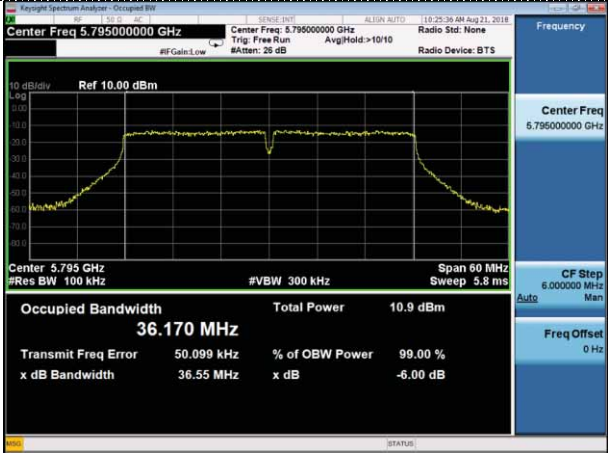 Keysight Spectrum Analyzer - Occupied BW
LXI RF 50 Ω AC SENSE:INT ALIGN AUTO 10:25:36 AM Aug 21, 2018
Center Freq 5.795000000 GHz Center Freq: 5.795000000 GHz Radio Std: None Frequency
Trig: Free Run Avg|Hold:>10/10
#IFGain:Low #Atten: 26 dB Radio Device: BTS
10 dB/div Ref 10.00 dBm
Log
0.00
-10.0
-20.0
-30.0
-40.0
-50.0
-60.0
-70.0
-80.0
Center Freq
5.795000000 GHz
Center 5.795 GHz Span 60 MHz
#Res BW 100 kHz #VBW 300 kHz Sweep 5.8 ms
CF Step
6.000000 MHz
Auto Man
Occupied Bandwidth Total Power 10.9 dBm
36.170 MHz
Freq Offset
0 Hz
Transmit Freq Error 50.099 kHz % of OBW Power 99.00 %
x dB Bandwidth 36.55 MHz x dB -6.00 dB
MSG STATUS